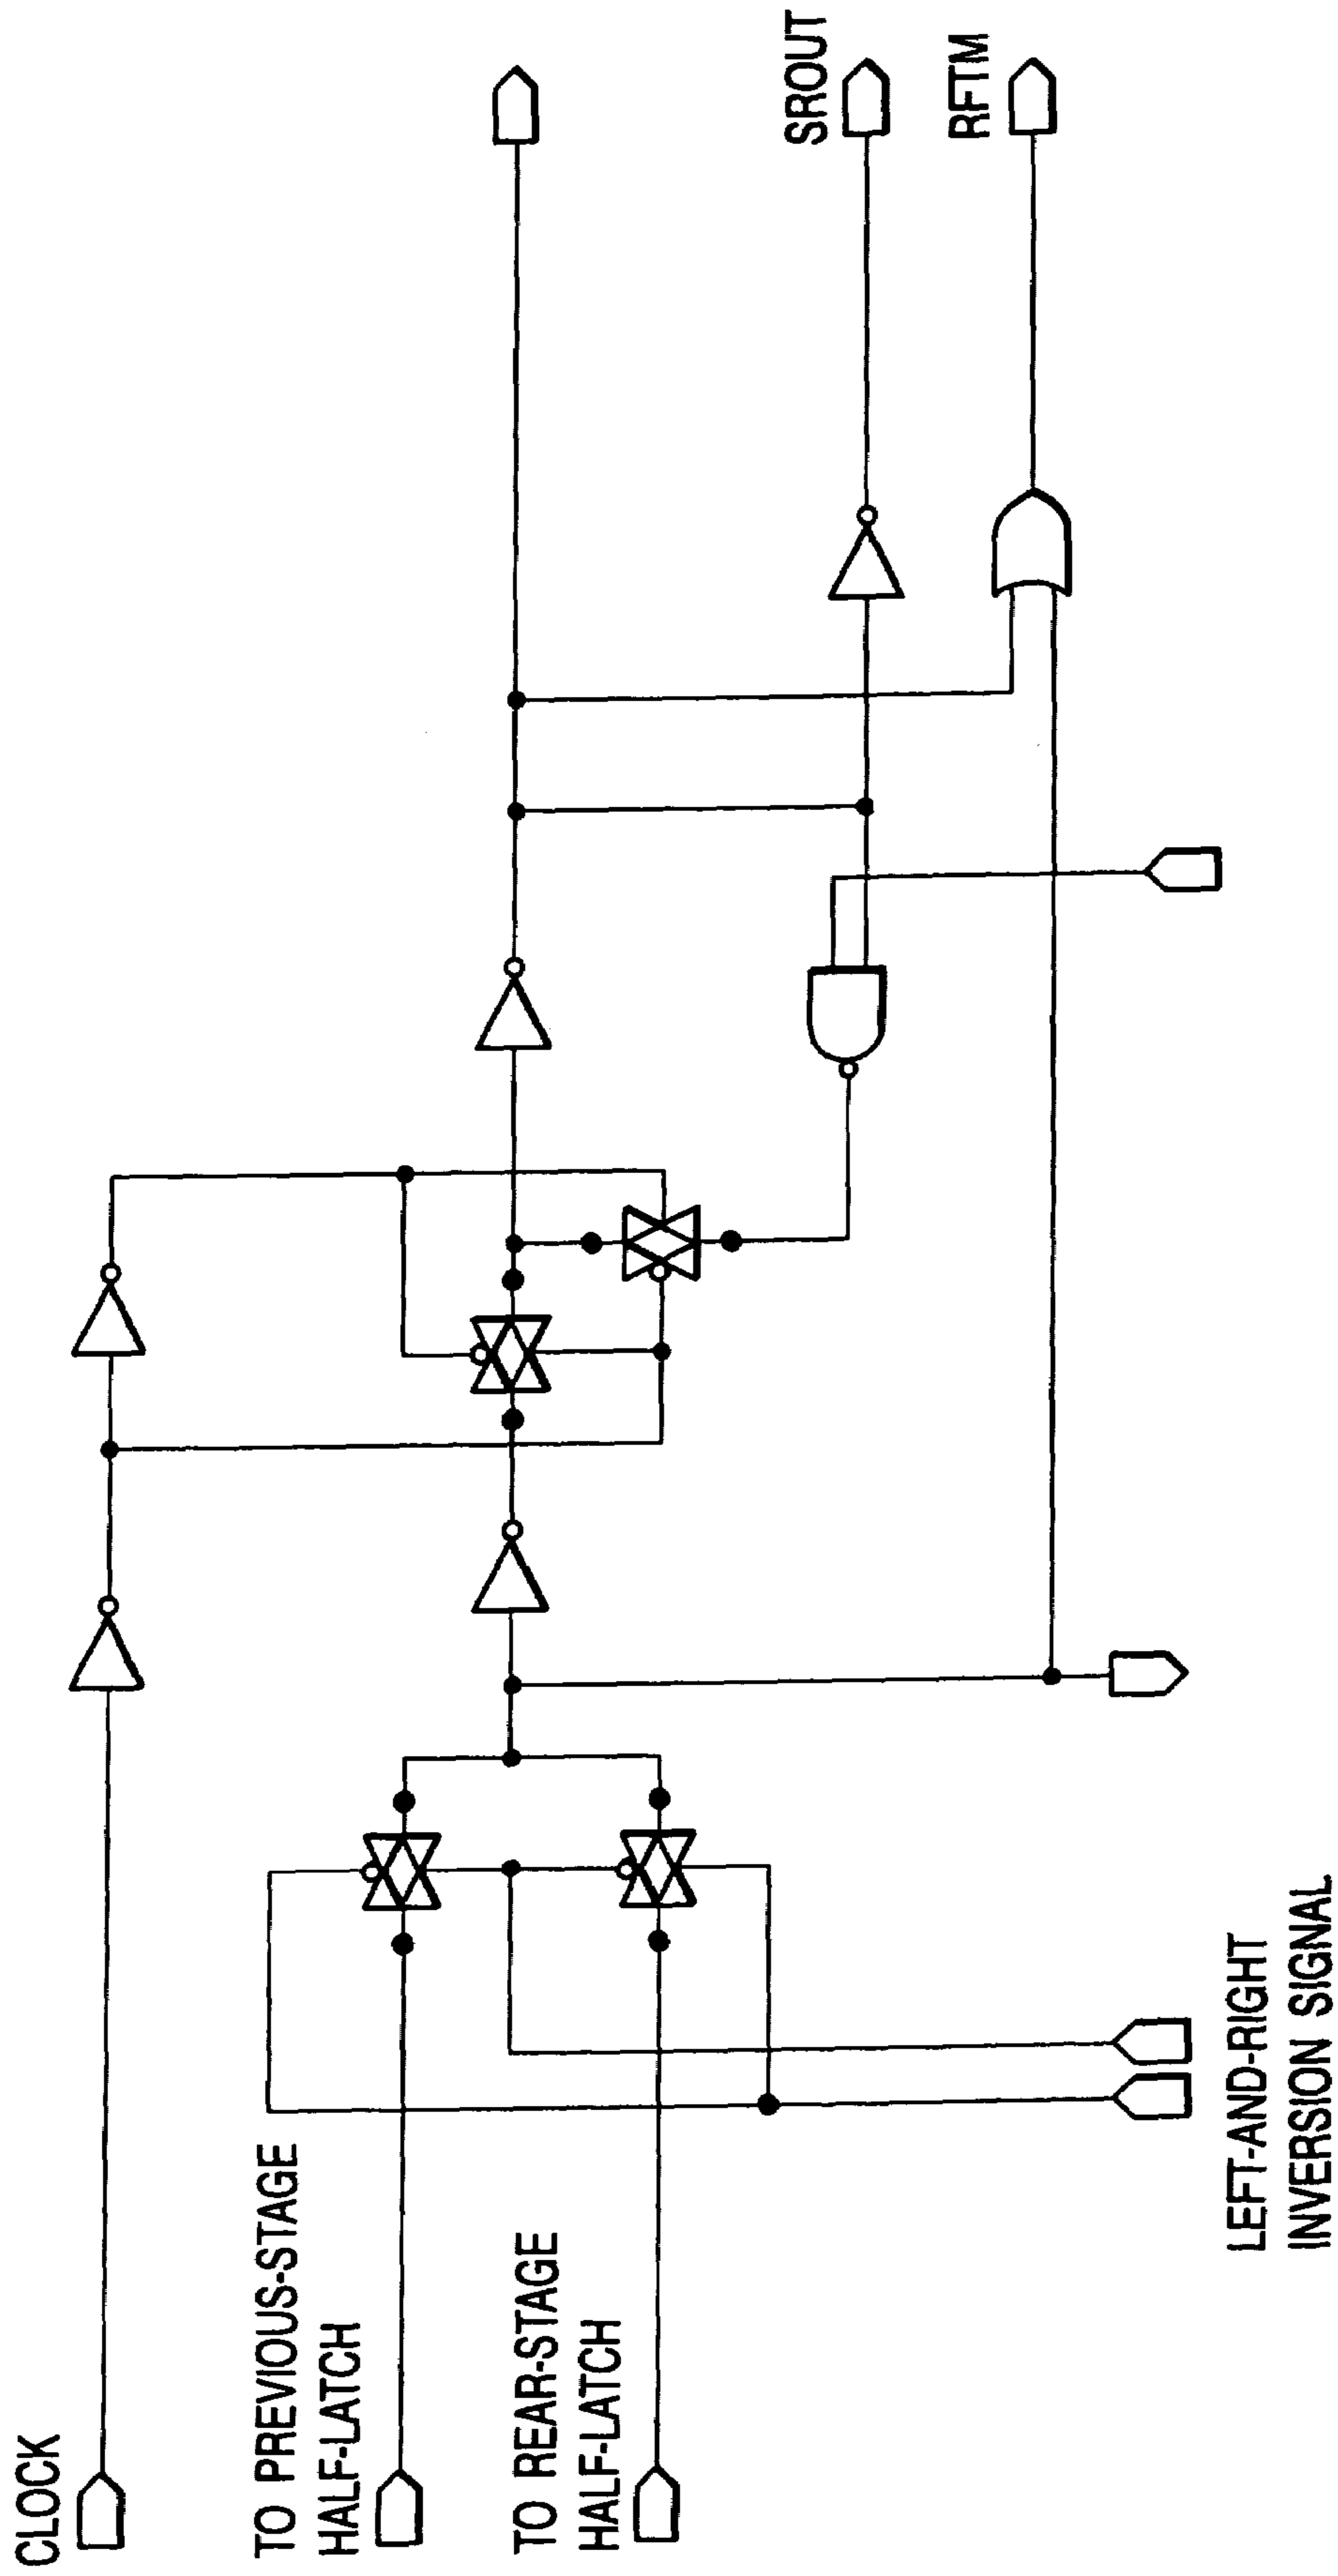 CLOCK
TO PREVIOUS-STAGE
HALF-LATCH
TO REAR-STAGE
HALF-LATCH
LEFT-AND-RIGHT
INVERSION SIGNAL
SROUT
RFTM